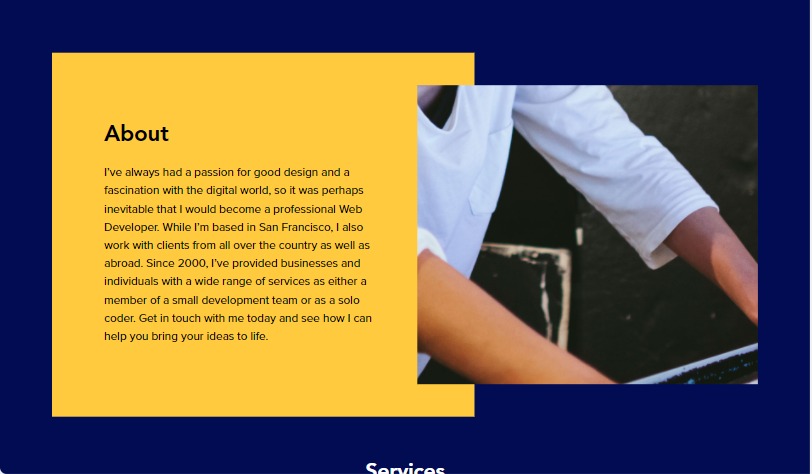 About
I've always had a passion for good design and a
fascination with the digital world, so it was perhaps
inevitable that I would become a professional Web
Developer. While I'm based in San Francisco, I also
work with clients from all over the country as well as
abroad. Since 2000, I've provided businesses and
individuals with a wide range of services as either a
member of a small development team or as a solo
coder. Get in touch with me today and see how I can
help you bring your ideas to life.
Services